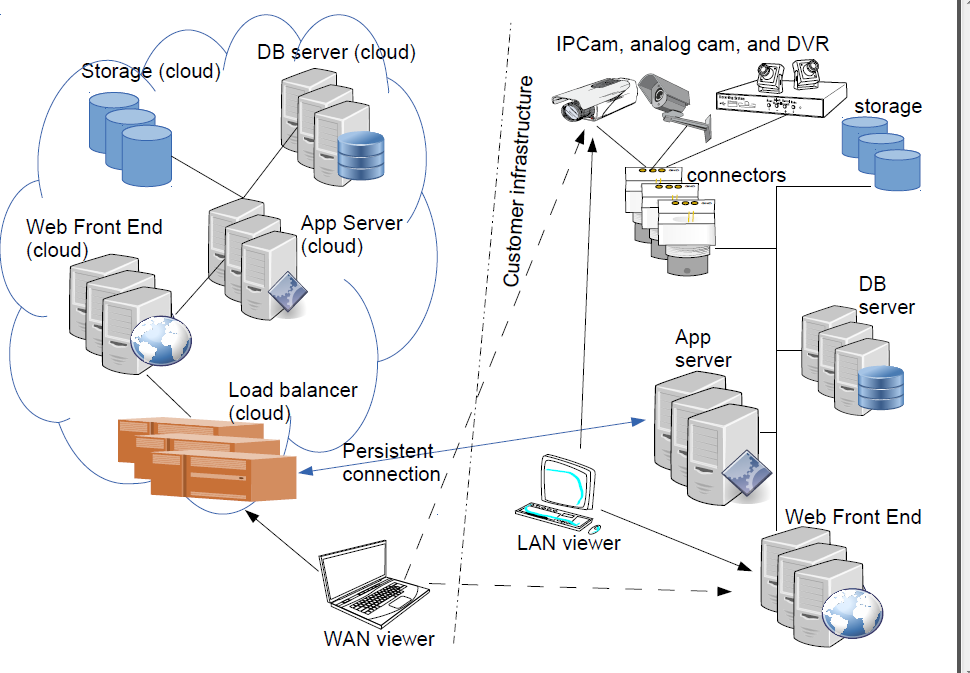 DB server (cloud)
Storage (cloud)
IPCam, analog cam, and DVR
storage
connectors
Customer infrastructure
Web Front End
(cloud)
App Server
(cloud)
DB
server
App
server
Load balancer
(cloud)
Persistent
connection
LAN viewer
Web Front End
WAN viewer